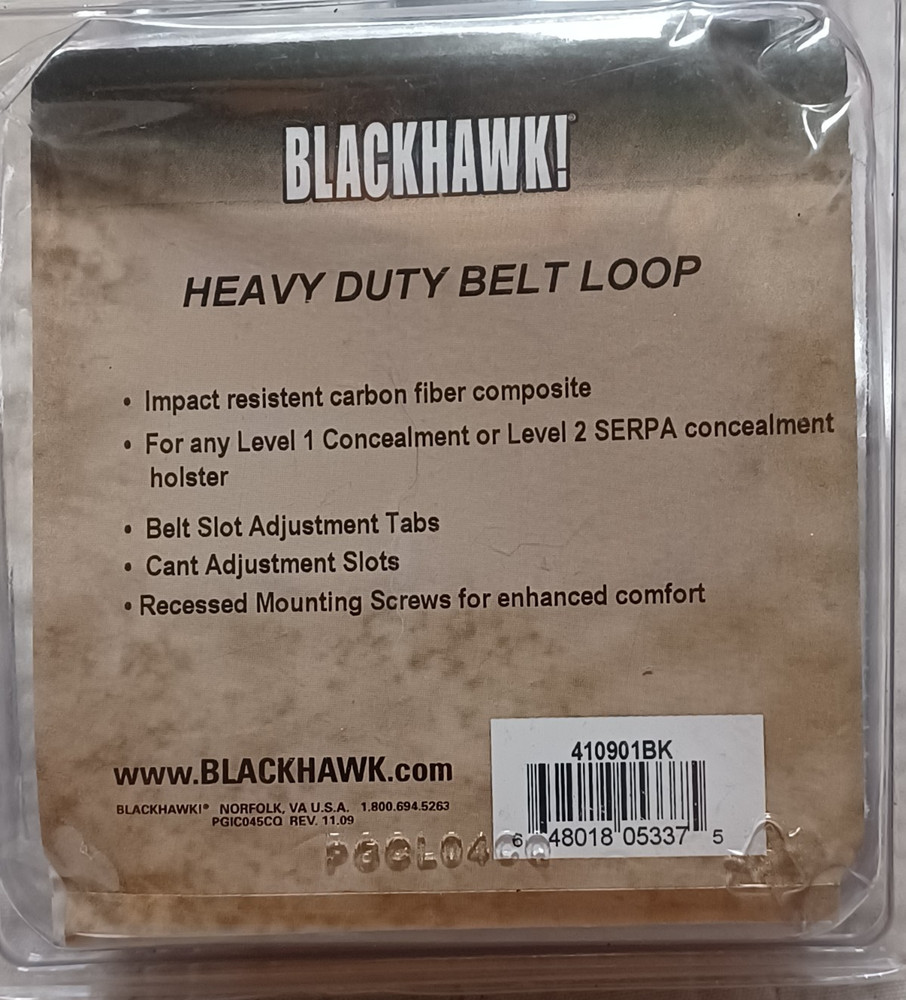 BLACKHAWK!®
HEAVY DUTY BELT LOOP
• Impact resistent carbon fiber composite
• For any Level 1 Concealment or Level 2 SERPA concealment
holster
• Belt Slot Adjustment Tabs
• Cant Adjustment Slots
• Recessed Mounting Screws for enhanced comfort
www.BLACKHAWK.com
BLACKHAWK!® NORFOLK, VA U.S.A. 1.800.694.5263
PGIC045CQ REV. 11.09
410901BK
6 48018 05337 5